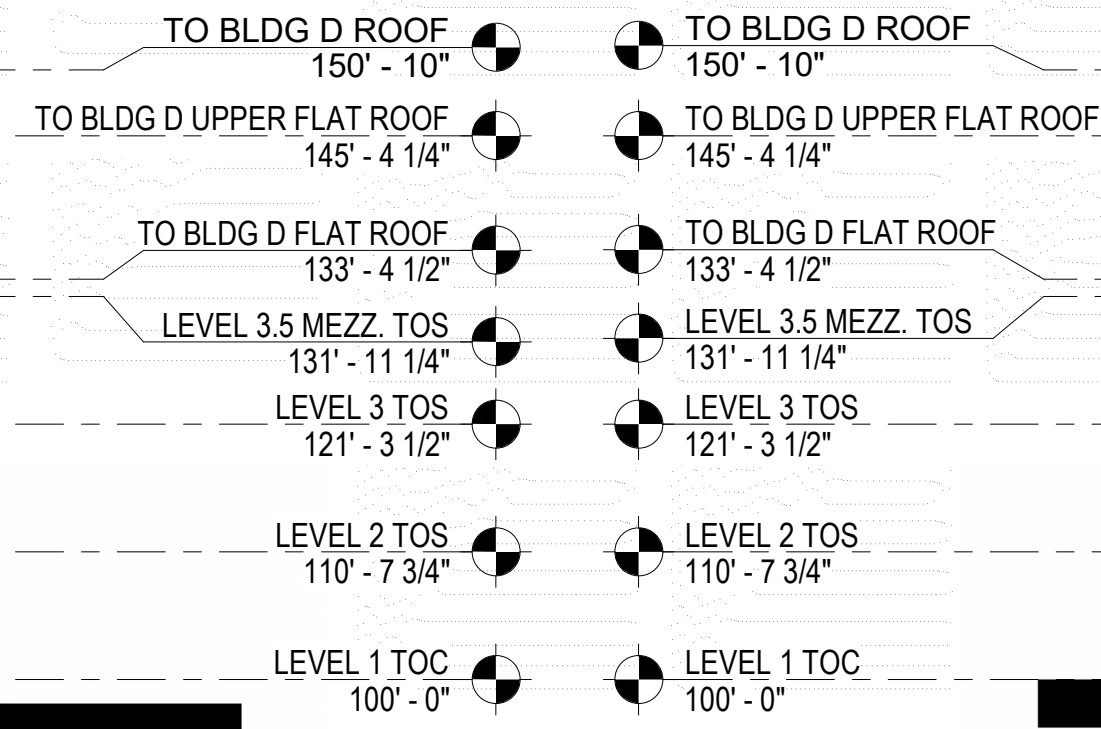 TO BLDG D ROOF
150' - 10"
TO BLDG D UPPER FLAT ROOF
145' - 4 1/4"
TO BLDG D FLAT ROOF
133' - 4 1/2"
LEVEL 3.5 MEZZ. TOS
131' - 11 1/4"
LEVEL 3 TOS
121' - 3 1/2"
LEVEL 2 TOS
110' - 7 3/4"
LEVEL 1 TOC
100' - 0"
TO BLDG D ROOF
150' - 10"
TO BLDG D UPPER FLAT ROOF
145' - 4 1/4"
TO BLDG D FLAT ROOF
133' - 4 1/2"
LEVEL 3.5 MEZZ. TOS
131' - 11 1/4"
LEVEL 3 TOS
121' - 3 1/2"
LEVEL 2 TOS
110' - 7 3/4"
LEVEL 1 TOC
100' - 0"